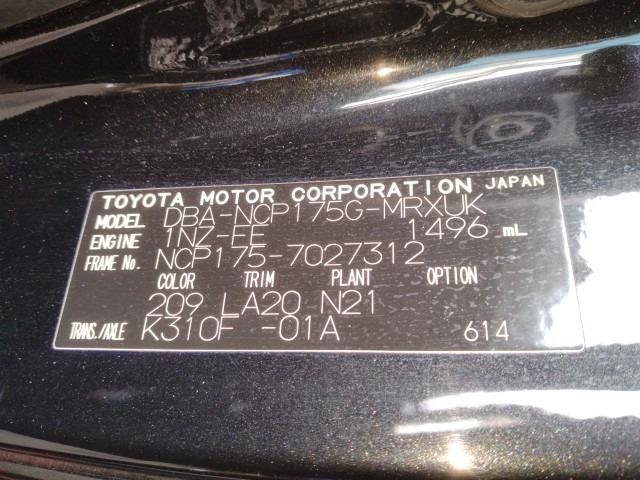 TOYOTA MOTOR CORPORATION JAPAN
MODEL DBA-NCP175G-MRXUK
ENGINE 1NZ-EE 1496 mL
FRAME No. NCP175-7027312
COLOR TRIM PLANT OPTION
209 LA20 N21
TRANS./AXLE K310F -01A 614